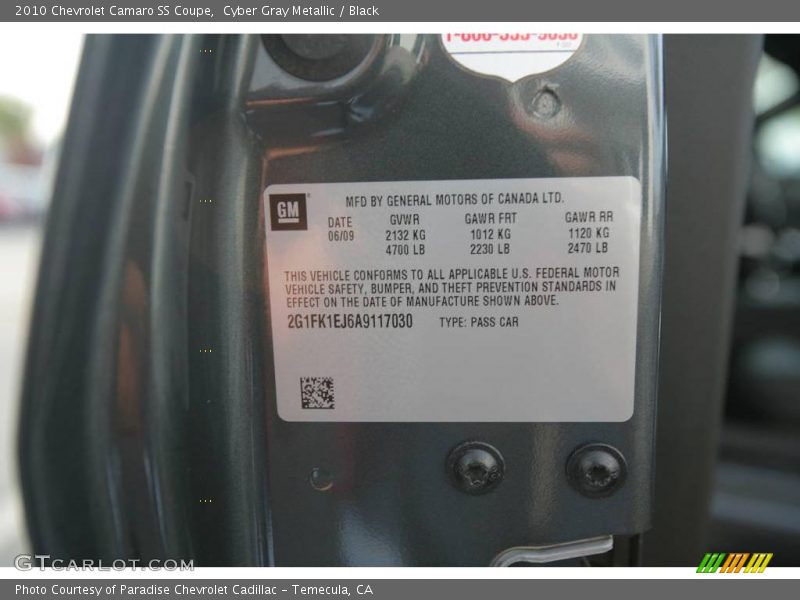 2010 Chevrolet Camaro SS Coupe, Cyber Gray Metallic / Black
GM
MFD BY GENERAL MOTORS OF CANADA LTD.
DATE GVWR GAWR FRT GAWR RR
06/09 2132 KG 1012 KG 1120 KG
4700 LB 2230 LB 2470 LB
THIS VEHICLE CONFORMS TO ALL APPLICABLE U.S. FEDERAL MOTOR
VEHICLE SAFETY, BUMPER, AND THEFT PREVENTION STANDARDS IN
EFFECT ON THE DATE OF MANUFACTURE SHOWN ABOVE.
2G1FK1EJ6A9117030 TYPE: PASS CAR
GTcarlot.com
Photo Courtesy of Paradise Chevrolet Cadillac - Temecula, CA